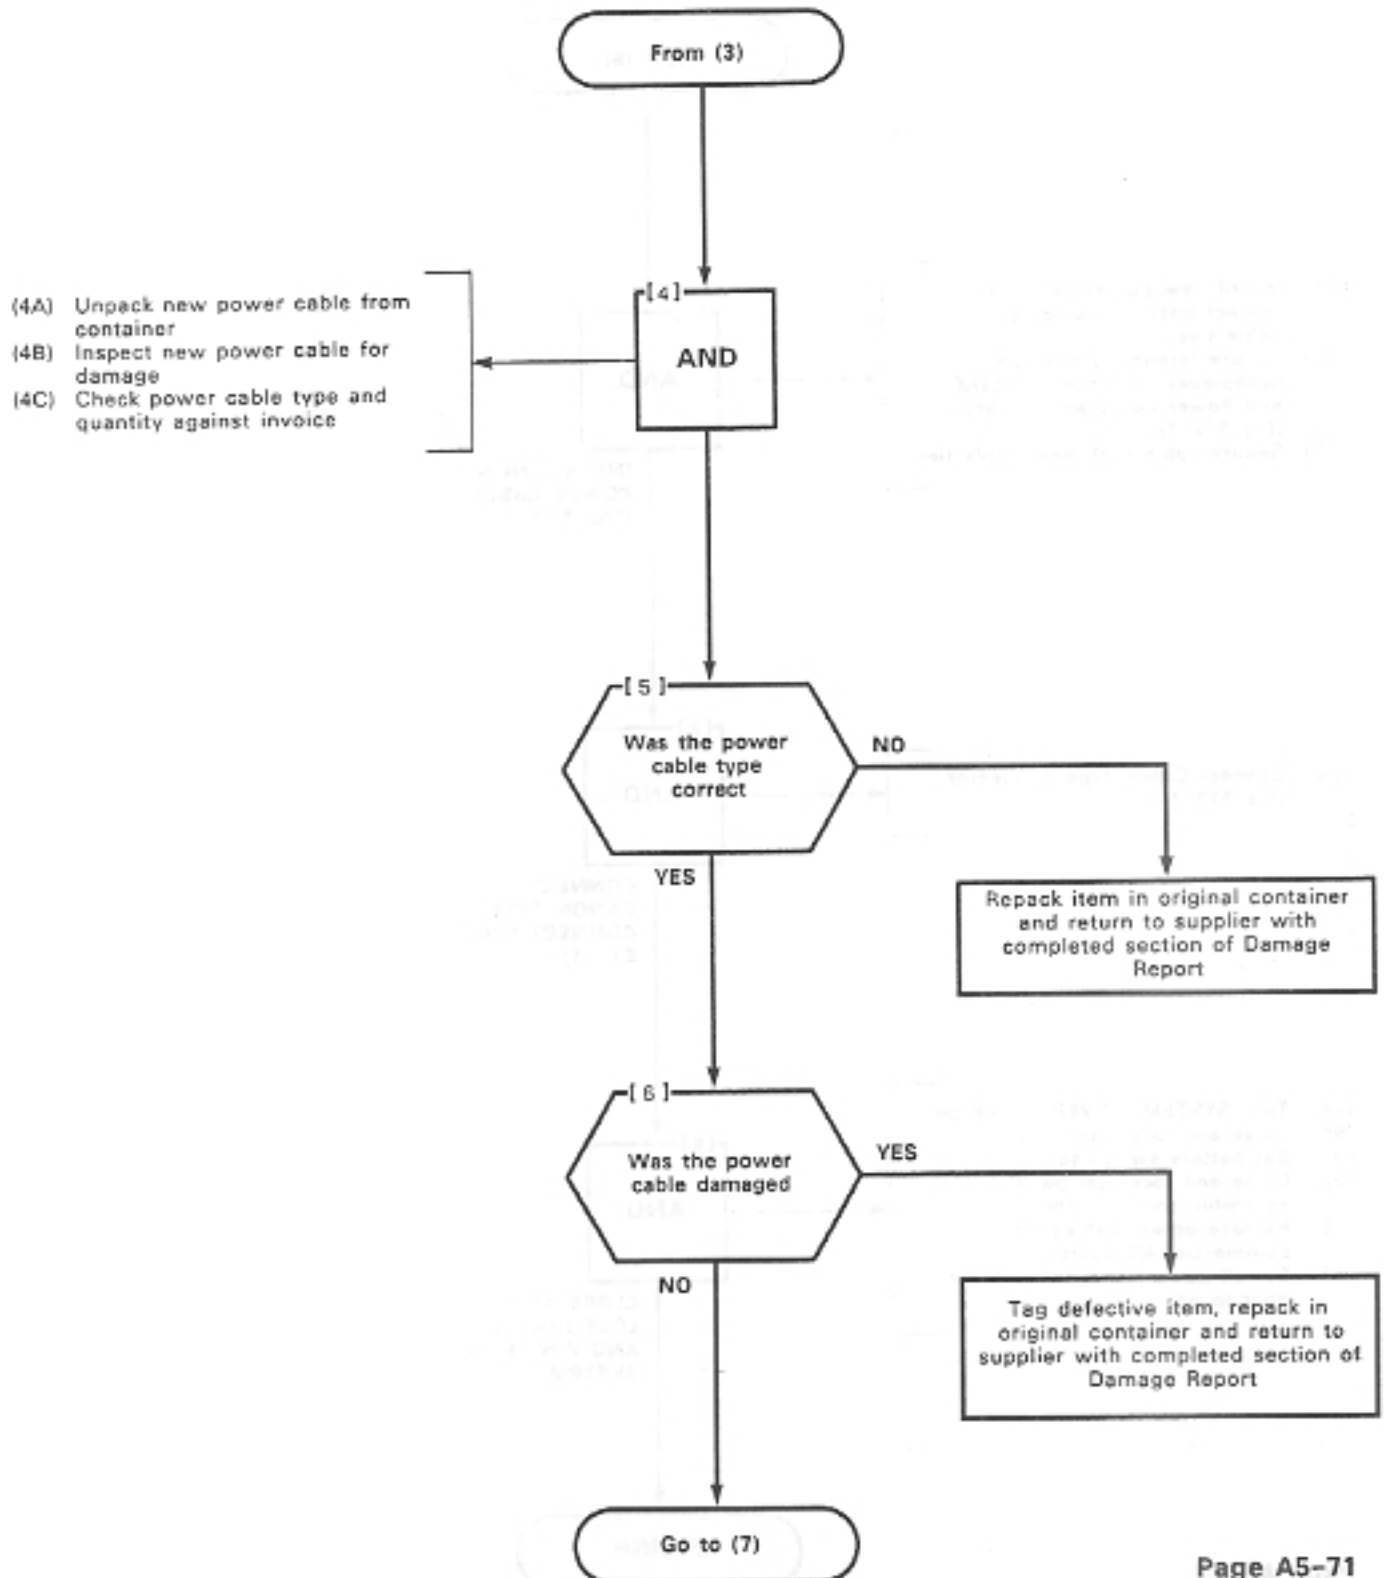 From (3)
[4]
AND
(4A) Unpack new power cable from
container
(4B) Inspect new power cable for
damage
(4C) Check power cable type and
quantity against invoice
[5]
Was the power
cable type
correct
NO
YES
Repack item in original container
and return to supplier with
completed section of Damage
Report
[6]
Was the power
cable damaged
YES
NO
Tag defective item, repack in
original container and return to
supplier with completed section of
Damage Report
Go to (7)
Page A5-71